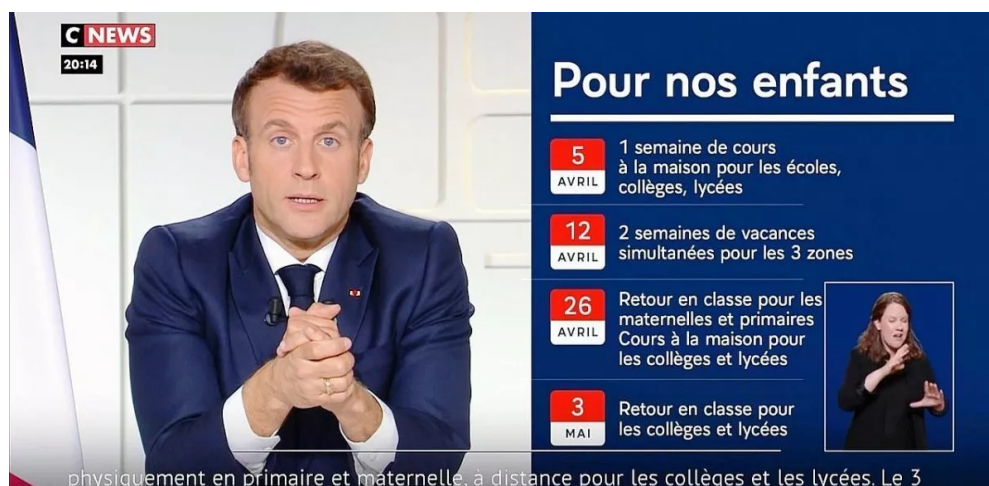 C NEWS
20:14
Pour nos enfants
5
AVRIL
1 semaine de cours
à la maison pour les écoles,
collèges, lycées
12
AVRIL
2 semaines de vacances
simultanées pour les 3 zones
26
AVRIL
Retour en classe pour les
maternelles et primaires
Cours à la maison pour
les collèges et lycées
3
MAI
Retour en classe pour
les collèges et lycées
physiquement en primaire et maternelle, à distance pour les collèges et les lycées. Le 3